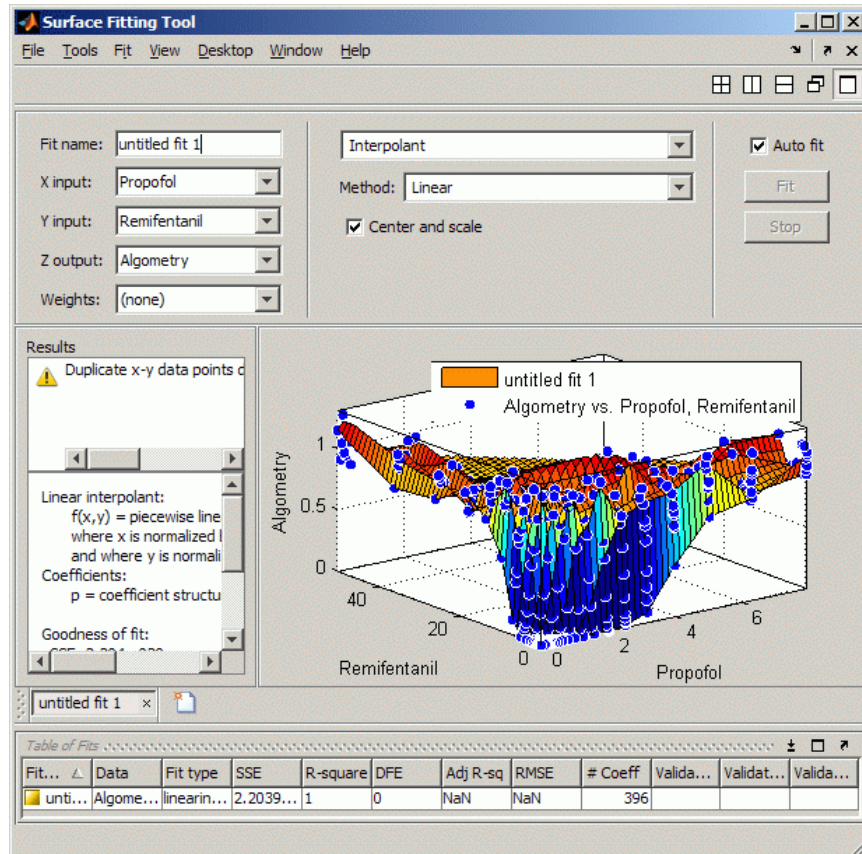 Surface Fitting Tool
File Tools Fit View Desktop Window Help
Fit name: untitled fit 1
X input: Propofol
Y input: Remifentanil
Z output: Algometry
Weights: (none)
Interpolant
Method: Linear
Center and scale
Auto fit
Fit
Stop
Results
Duplicate x-y data points
Linear interpolant:
f(x,y) = piecewise line
where x is normalized
and where y is normali
Coefficients:
p = coefficient structu
Goodness of fit:
untitled fit 1
Algometry vs. Propofol, Remifentanil
Algometry
1
0.5
0
40
20
0
Remifentanil
0
2
4
6
Propofol
untitled fit 1
Table of Fits
Fit... Data Fit type SSE R-square DFE Adj R-sq RMSE # Coeff Valida... Validat... Valida...
unti... Algome... linearin... 2.2039... 1 0 NaN NaN 396